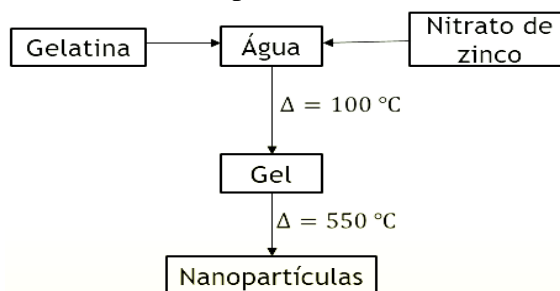 Gelatina
Água
Nitrato de
zinco
Δ = 100 °C
Gel
Δ = 550 °C
Nanopartículas